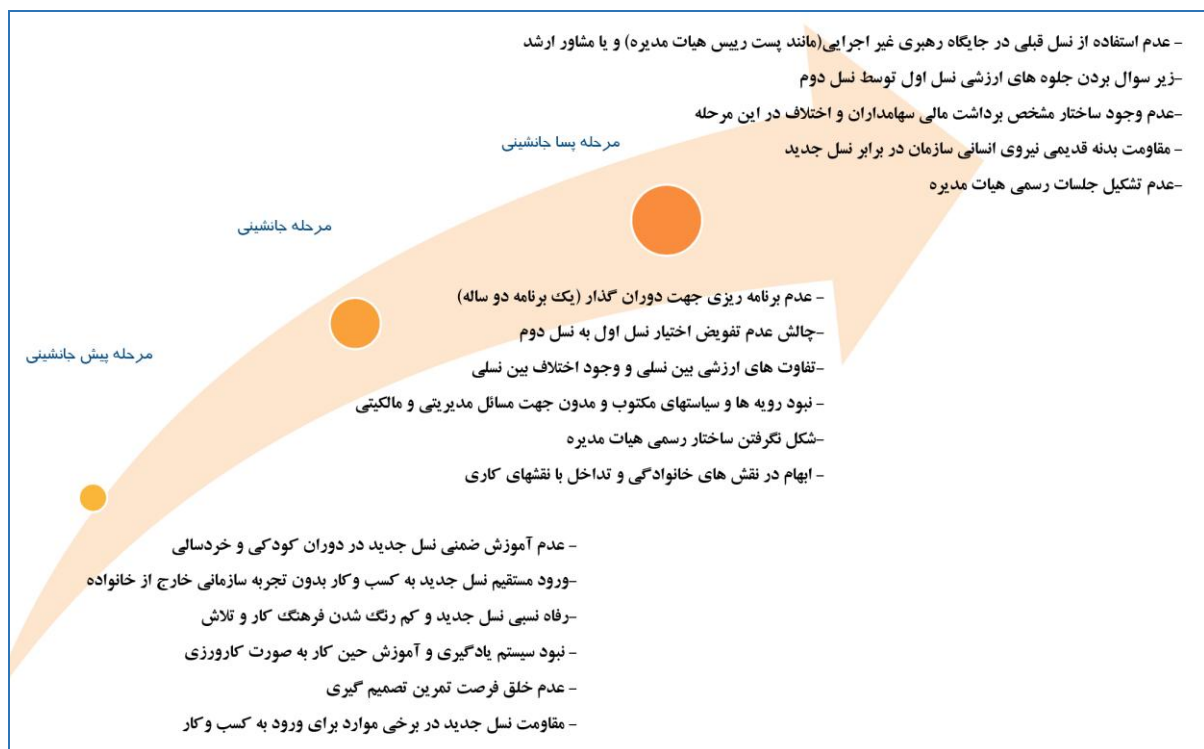 - عدم استفاده از نسل قبلی در جایگاه رهبری غیر اجرایی(مانند پست رییس هیات مدیره) و یا مشاور ارشد
-زیر سوال بردن جلوه های ارزشی نسل اول توسط نسل دوم
-عدم وجود ساختار مشخص برداشت مالی سهامداران و اختلاف در این مرحله
- مقاومت بدنه قدیمی نیروی انسانی سازمان در برابر نسل جدید
-عدم تشکیل جلسات رسمی هیات مدیره
مرحله پسا جانشینی
مرحله جانشینی
- عدم برنامه ریزی جهت دوران گذار (یک برنامه دو ساله)
-چالش عدم تفویض اختیار نسل اول به نسل دوم
-تفاوت های ارزشی بین نسلی و وجود اختلاف بین نسلی
- نبود رویه ها و سیاستهای مکتوب و مدون جهت مسائل مدیریتی و مالکیتی
-شکل نگرفتن ساختار رسمی هیات مدیره
- ابهام در نقش های خانوادگی و تداخل با نقشهای کاری
مرحله پیش جانشینی
- عدم آموزش ضمنی نسل جدید در دوران کودکی و خردسالی
-ورود مستقیم نسل جدید به کسب وکار بدون تجربه سازمانی خارج از خانواده
-رفاه نسبی نسل جدید و کم رنگ شدن فرهنگ کار و تلاش
- نبود سیستم یادگیری و آموزش حین کار به صورت کارورزی
- عدم خلق فرصت تمرین تصمیم گیری
- مقاومت نسل جدید در برخی موارد برای ورود به کسب وکار